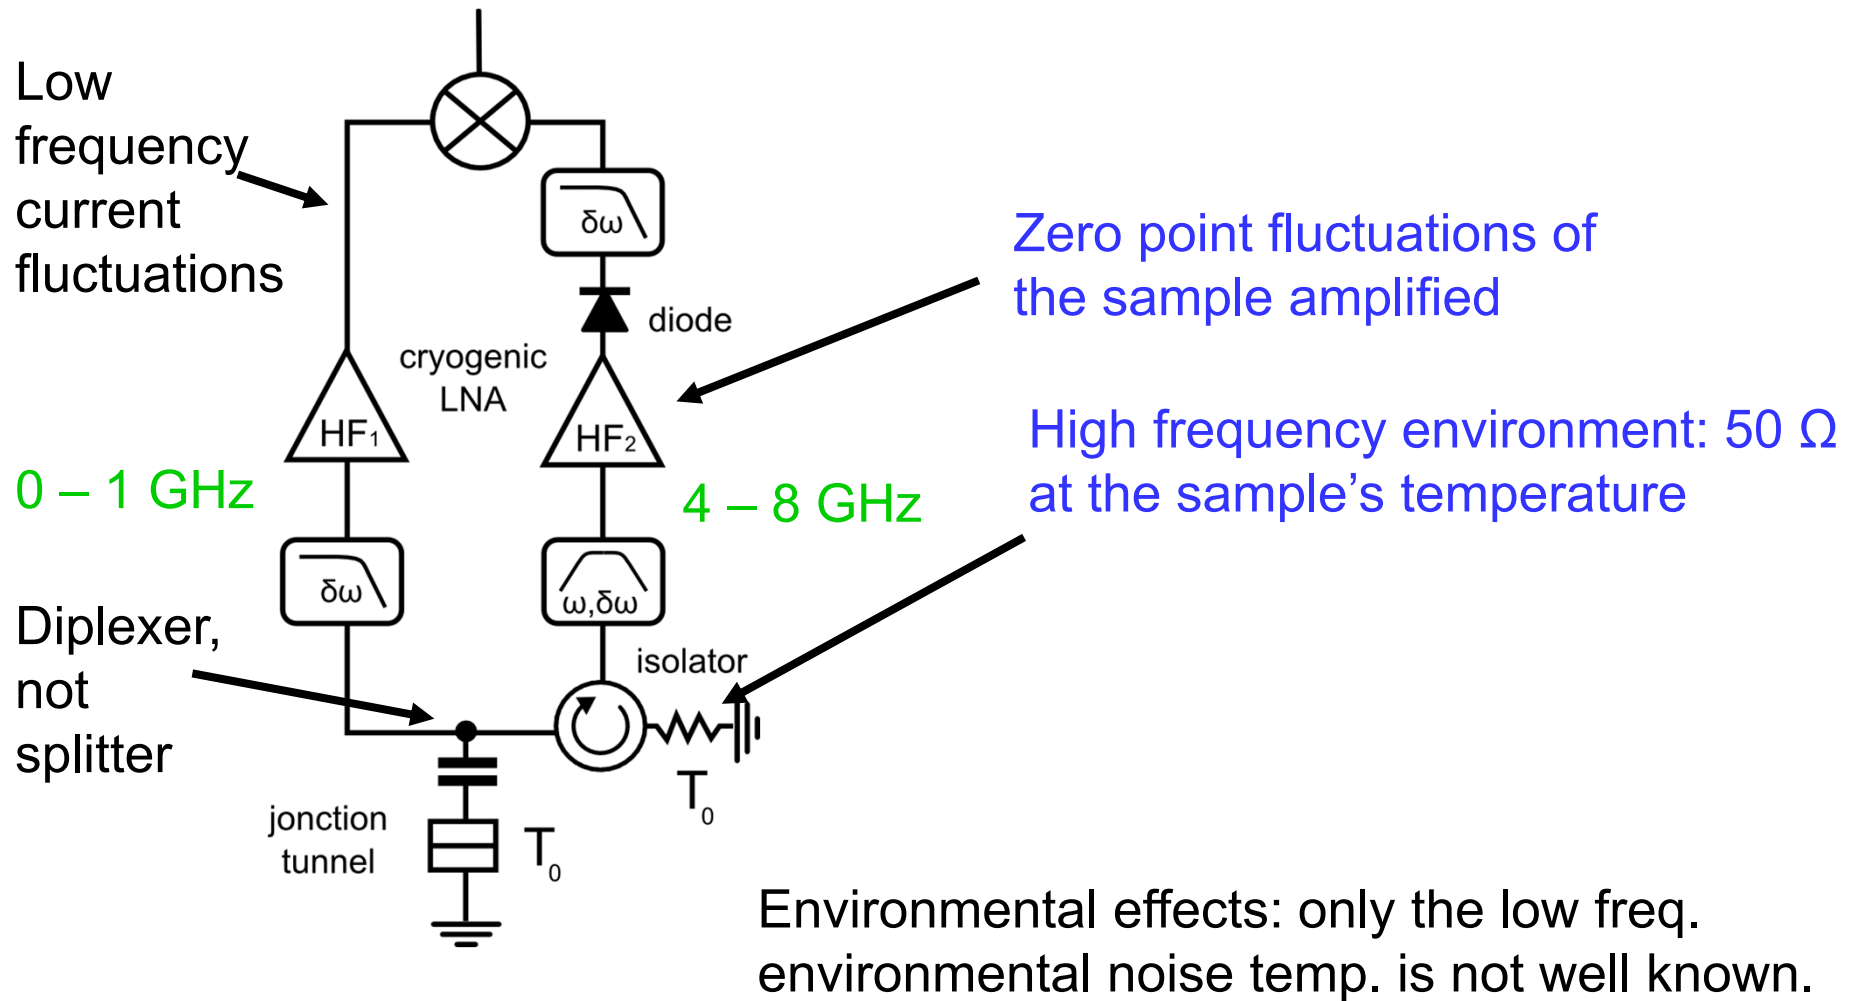 Low
frequency
current
fluctuations
δω
diode
cryogenic
LNA
HF₁
HF₂
Zero point fluctuations of
the sample amplified
High frequency environment: 50 Ω
at the sample’s temperature
0 – 1 GHz
4 – 8 GHz
δω
ω,δω
Diplexer,
not
splitter
isolator
T₀
jonction
tunnel
T₀
Environmental effects: only the low freq.
environmental noise temp. is not well known.